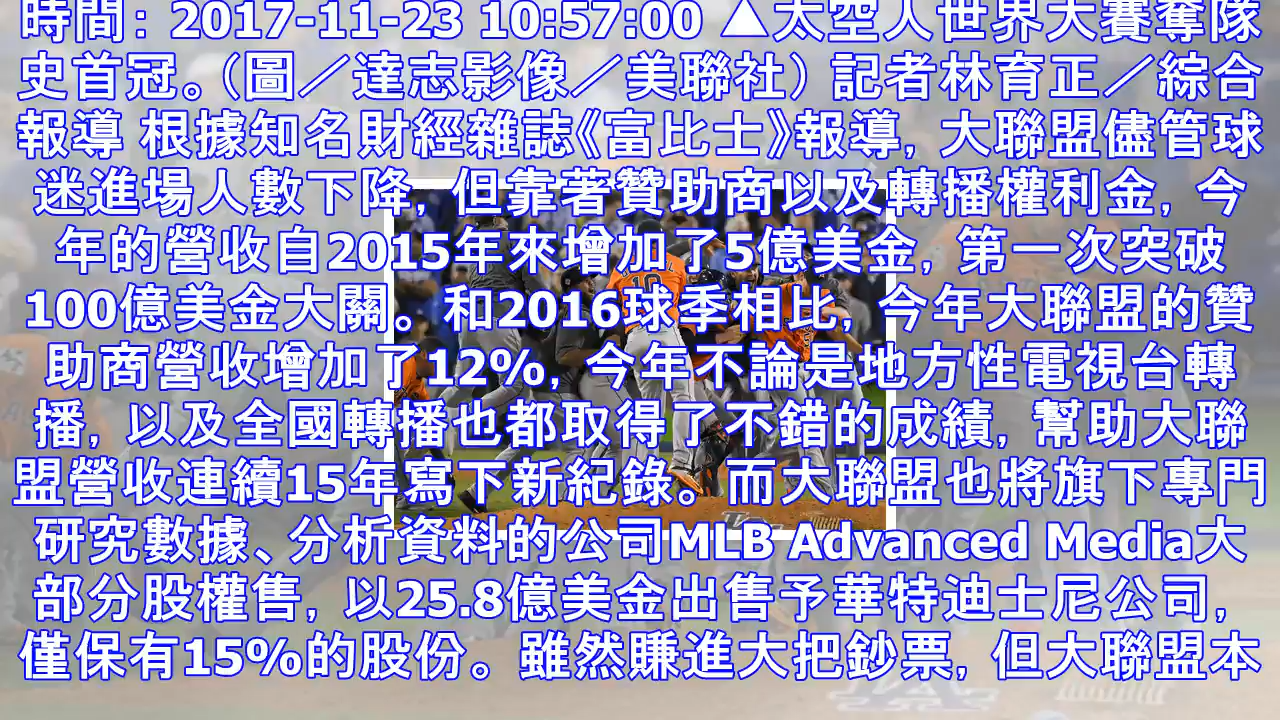 時間：2017-11-23 10:57:00 ▲太空人世界大賽奪隊
史首冠。（圖／達志影像／美聯社） 記者林育正／綜合
報導 根據知名財經雜誌《富比士》報導，大聯盟儘管球
迷進場人數下降，但靠著贊助商以及轉播權利金，今
年的營收自2015年來增加了5億美金，第一次突破
100億美金大關。和2016球季相比，今年大聯盟的贊
助商營收增加了12%，今年不論是地方性電視台轉
播，以及全國轉播也都取得了不錯的成績，幫助大聯
盟營收連續15年寫下新紀錄。而大聯盟也將旗下專門
研究數據、分析資料的公司MLB Advanced Media大
部分股權售，以25.8億美金出售予華特迪士尼公司，
僅保有15%的股份。雖然賺進大把鈔票，但大聯盟本